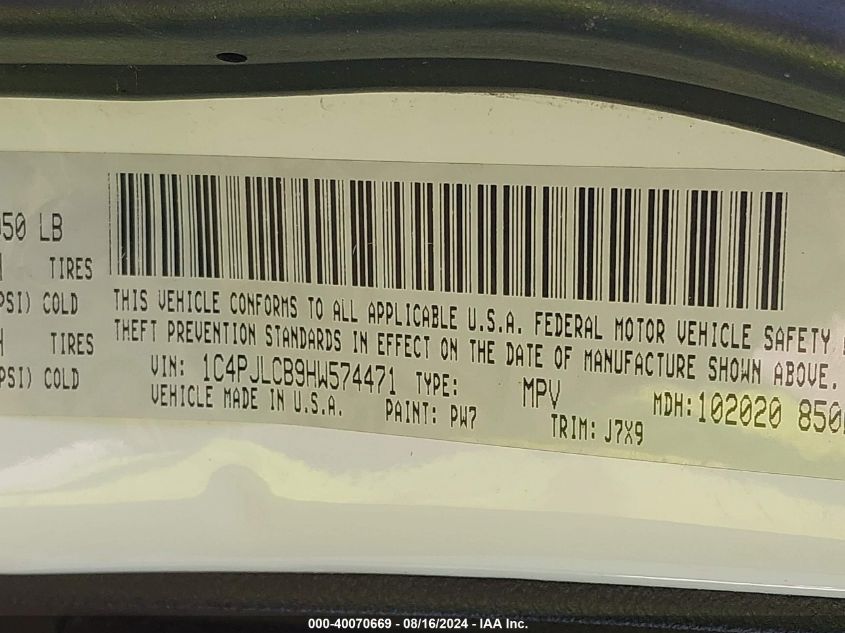 050 LB
TIRES
PSI) COLD
TIRES
PSI) COLD
THIS VEHICLE CONFORMS TO ALL APPLICABLE U.S.A. FEDERAL MOTOR VEHICLE SAFETY
THEFT PREVENTION STANDARDS IN EFFECT ON THE DATE OF MANUFACTURE SHOWN ABOVE.
VIN: 1C4PJLCB9HW574471 TYPE: MPV MDH: 102020 850
VEHICLE MADE IN U.S.A. PAINT: PW7 TRIM: J7X9
000-40070669 - 08/16/2024 - IAA Inc.